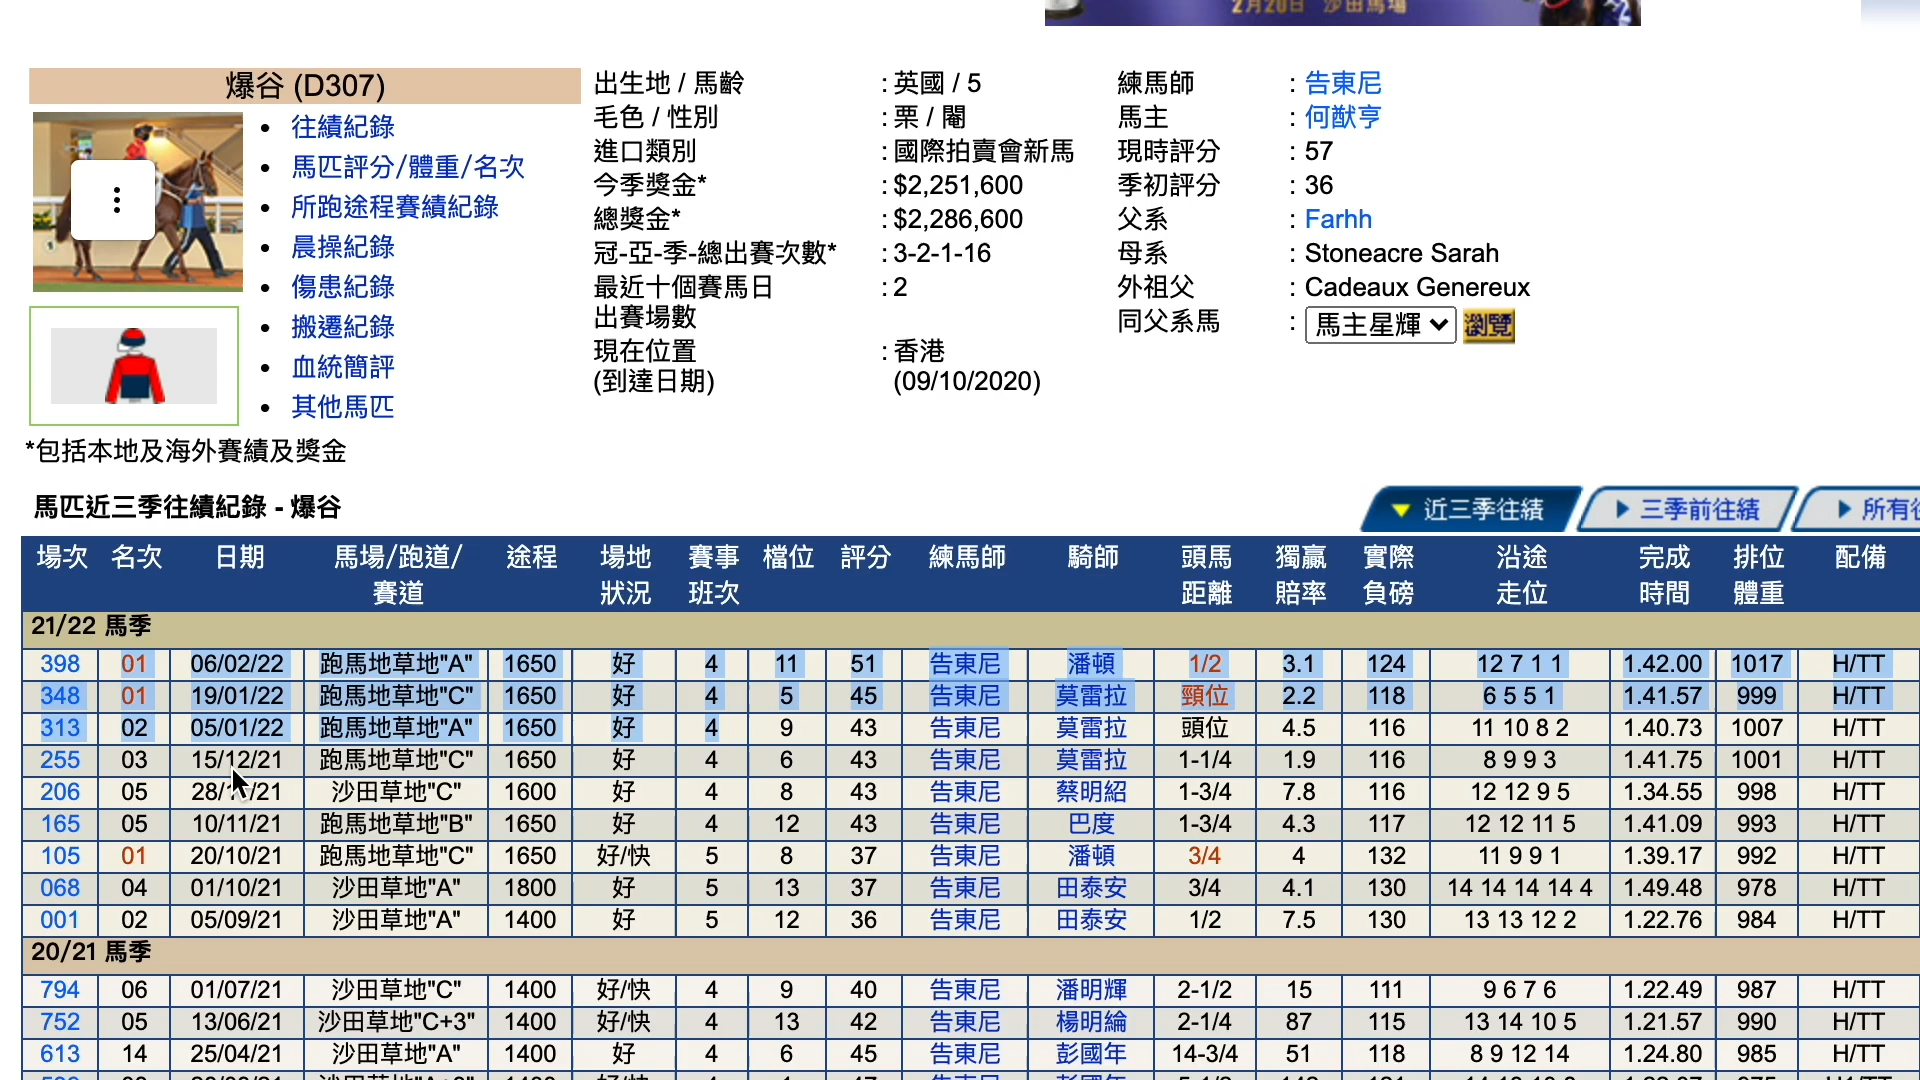 2月20日 沙田馬場
爆谷 (D307)
往績紀錄
馬匹評分/體重/名次
所跑途程賽績紀錄
晨操紀錄
傷患紀錄
搬遷紀錄
血統簡評
其他馬匹
出生地 / 馬齡 : 英國 / 5
毛色 / 性別 : 栗 / 閹
進口類別 : 國際拍賣會新馬
今季獎金* : $2,251,600
總獎金* : $2,286,600
冠-亞-季-總出賽次數* : 3-2-1-16
最近十個賽馬日 : 2
出賽場數
現在位置 : 香港
(到達日期) (09/10/2020)
練馬師 : 告東尼
馬主 : 何猷亨
現時評分 : 57
季初評分 : 36
父系 : Farhh
母系 : Stoneacre Sarah
外祖父 : Cadeaux Genereux
同父系馬 : 馬主星輝 瀏覽
*包括本地及海外賽績及獎金
馬匹近三季往績紀錄 - 爆谷
近三季往績 三季前往績 所有
場次 名次 日期 馬場/跑道/賽道 途程 場地狀況 賽事班次 檔位 評分 練馬師 騎師 頭馬距離 獨贏賠率 實際負磅 沿途走位 完成時間 排位體重 配備
21/22 馬季
398 01 06/02/22 跑馬地草地"A" 1650 好 4 11 51 告東尼 潘頓 1/2 3.1 124 12 7 1 1 1.42.00 1017 H/TT
348 01 19/01/22 跑馬地草地"C" 1650 好 4 5 45 告東尼 莫雷拉 頸位 2.2 118 6 5 5 1 1.41.57 999 H/TT
313 02 05/01/22 跑馬地草地"A" 1650 好 4 9 43 告東尼 莫雷拉 頭位 4.5 116 11 10 8 2 1.40.73 1007 H/TT
255 03 15/12/21 跑馬地草地"C" 1650 好 4 6 43 告東尼 莫雷拉 1-1/4 1.9 116 8 9 9 3 1.41.75 1001 H/TT
206 05 28/ /21 沙田草地"C" 1600 好 4 8 43 告東尼 蔡明紹 1-3/4 7.8 116 12 12 9 5 1.34.55 998 H/TT
165 05 10/11/21 跑馬地草地"B" 1650 好 4 12 43 告東尼 巴度 1-3/4 4.3 117 12 12 11 5 1.41.09 993 H/TT
105 01 20/10/21 跑馬地草地"C" 1650 好/快 5 8 37 告東尼 潘頓 3/4 4 132 11 9 9 1 1.39.17 992 H/TT
068 04 01/10/21 沙田草地"A" 1800 好 5 13 37 告東尼 田泰安 3/4 4.1 130 14 14 14 14 4 1.49.48 978 H/TT
001 02 05/09/21 沙田草地"A" 1400 好 5 12 36 告東尼 田泰安 1/2 7.5 130 13 13 12 2 1.22.76 984 H/TT
20/21 馬季
794 06 01/07/21 沙田草地"C" 1400 好/快 4 9 40 告東尼 潘明輝 2-1/2 15 111 9 6 7 6 1.22.49 987 H/TT
752 05 13/06/21 沙田草地"C+3" 1400 好/快 4 13 42 告東尼 楊明綸 2-1/4 87 115 13 14 10 5 1.21.57 990 H/TT
613 14 25/04/21 沙田草地"A" 1400 好 4 6 45 告東尼 彭國年 14-3/4 51 118 8 9 12 14 1.24.80 985 H/TT